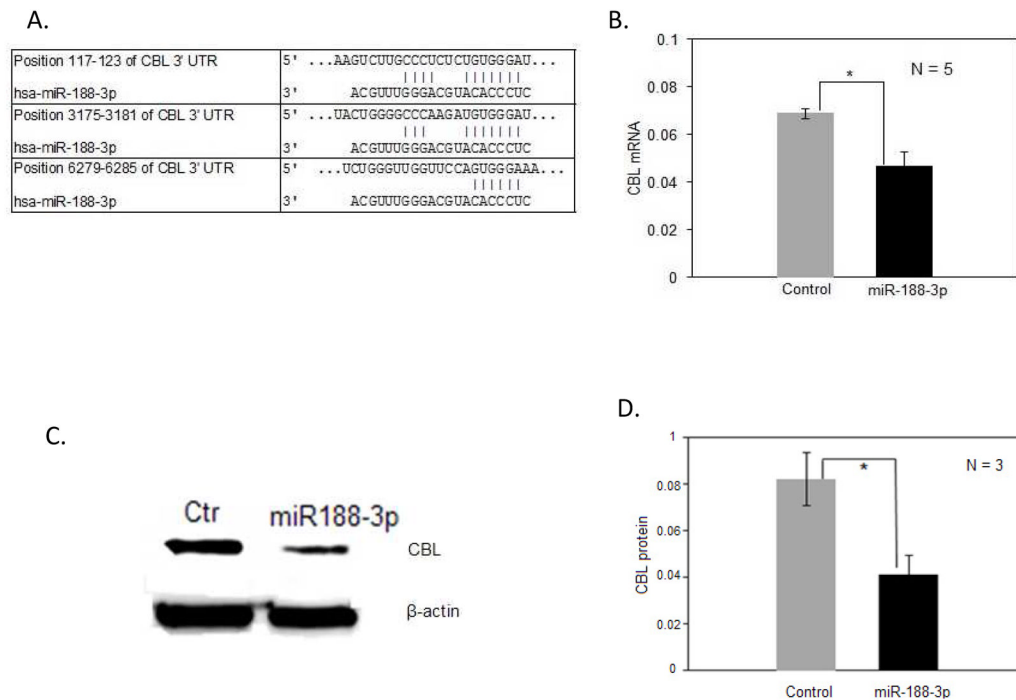 A.
Position 117-123 of CBL 3' UTR 5' ...AAGUCUUGCCCUCUCUGUGGGAU...
hsa-miR-188-3p 3' ACGUUUGGGACGUACACCCUC
Position 3175-3181 of CBL 3' UTR 5' ...UACUGGGGCCCAAGAUGUGGGAU...
hsa-miR-188-3p 3' ACGUUUGGGACGUACACCCUC
Position 6279-6285 of CBL 3' UTR 5' ...UCUGGGUUGGUUCCAGUGGGAAA...
hsa-miR-188-3p 3' ACGUUUGGGACGUACACCCUC
B.
0.1
0.08
0.06
0.04
0.02
0
CBL mRNA
*
N = 5
Control miR-188-3p
C.
Ctr miR188-3p
CBL
β-actin
D.
1
0.08
0.06
0.04
0.02
0
CBL protein
*
N = 3
Control miR-188-3p